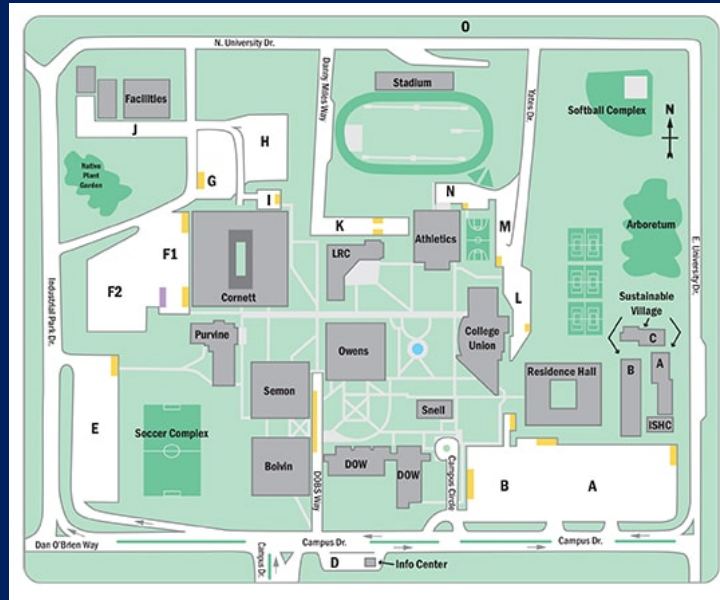 O
N. University Dr.
Danny Miles Way
Yates Dr.
Stadium
Facilities
Softball Complex
N
J
H
Native
Plant
Garden
G
I
N
K
M
Arboretum
E. University Dr.
Athletics
LRC
F1
F2
Cornett
Industrial Park Dr.
L
Sustainable
Village
Purvine
Owens
College
Union
C
B
A
Semon
Residence Hall
Snell
ISHC
E
Soccer Complex
Bolvin
DOW
DOW
DOBS Way
Campus Circle
B
A
Dan O'Brien Way
Campus Dr.
Campus Dr.
Campus Dr.
D
Info Center